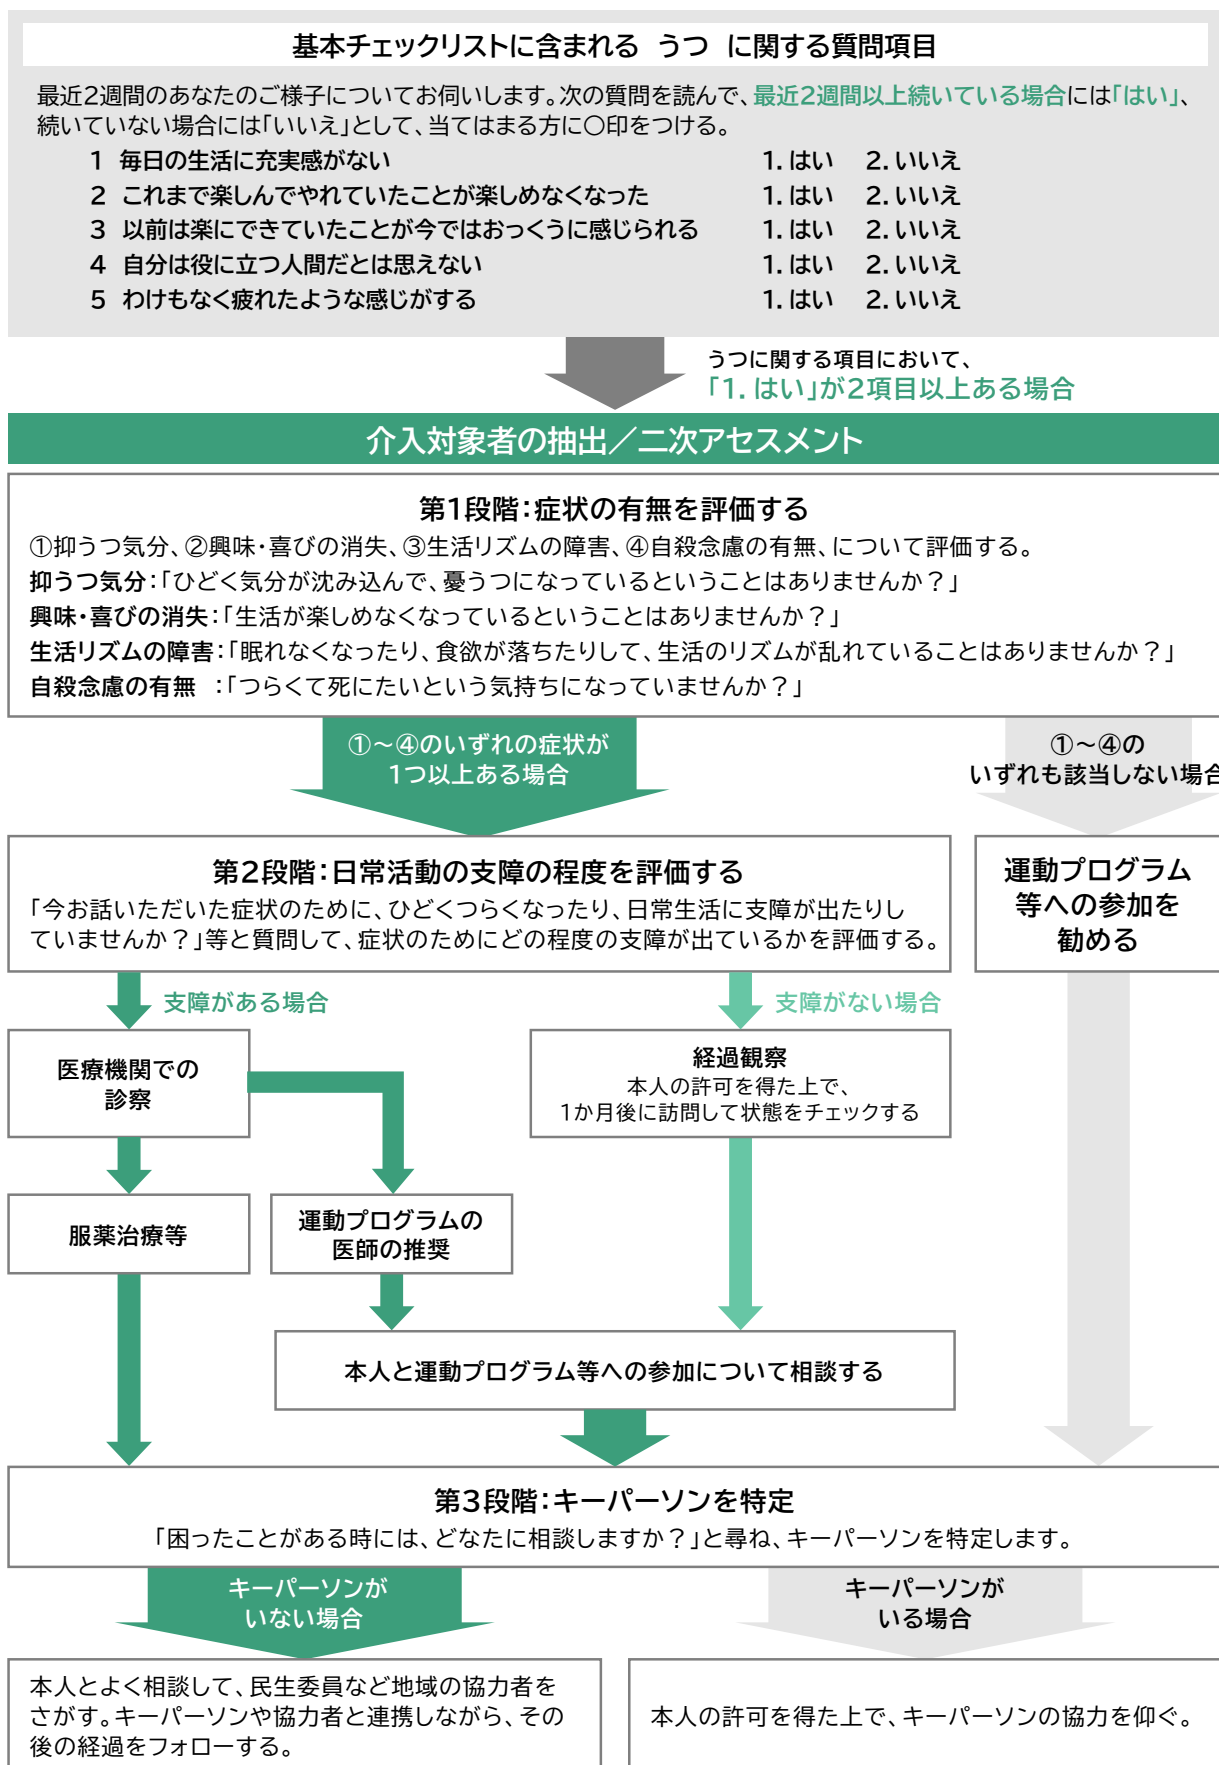 基本チェックリストに含まれる うつ に関する質問項目
最近2週間のあなたのご様子についてお伺いします。次の質問を読んで、最近2週間以上続いている場合には「はい」、
続いていない場合には「いいえ」として、当てはまる方に〇印をつける。
1 毎日の生活に充実感がない 1. はい 2. いいえ
2 これまで楽しんでやれていたことが楽しめなくなった 1. はい 2. いいえ
3 以前は楽にできていたことが今ではおっくうに感じられる 1. はい 2. いいえ
4 自分は役に立つ人間だとは思えない 1. はい 2. いいえ
5 わけもなく疲れたような感じがする 1. はい 2. いいえ
うつに関する項目において、
「1. はい」が2項目以上ある場合
介入対象者の抽出／二次アセスメント
第1段階：症状の有無を評価する
①抑うつ気分、②興味・喜びの消失、③生活リズムの障害、④自殺念慮の有無、について評価する。
抑うつ気分：「ひどく気分が沈み込んで、憂うつになっているということはありませんか？」
興味・喜びの消失：「生活が楽しめなくなっているということはありませんか？」
生活リズムの障害：「眠れなくなったり、食欲が落ちたりして、生活のリズムが乱れていることはありませんか？」
自殺念慮の有無 ：「つらくて死にたいという気持ちになっていませんか？」
①～④のいずれの症状が
1つ以上ある場合
①～④の
いずれも該当しない場合
第2段階：日常活動の支障の程度を評価する
「今お話いただいた症状のために、ひどくつらくなったり、日常生活に支障が出たりし
ていませんか？」等と質問して、症状のためにどの程度の支障が出ているかを評価する。
運動プログラム
等への参加を
勧める
支障がある場合
支障がない場合
医療機関での
診察
経過観察
本人の許可を得た上で、
1か月後に訪問して状態をチェックする
服薬治療等
運動プログラムの
医師の推奨
本人と運動プログラム等への参加について相談する
第3段階：キーパーソンを特定
「困ったことがある時には、どなたに相談しますか？」と尋ね、キーパーソンを特定します。
キーパーソンが
いない場合
キーパーソンが
いる場合
本人とよく相談して、民生委員など地域の協力者を
さがす。キーパーソンや協力者と連携しながら、その
後の経過をフォローする。
本人の許可を得た上で、キーパーソンの協力を仰ぐ。